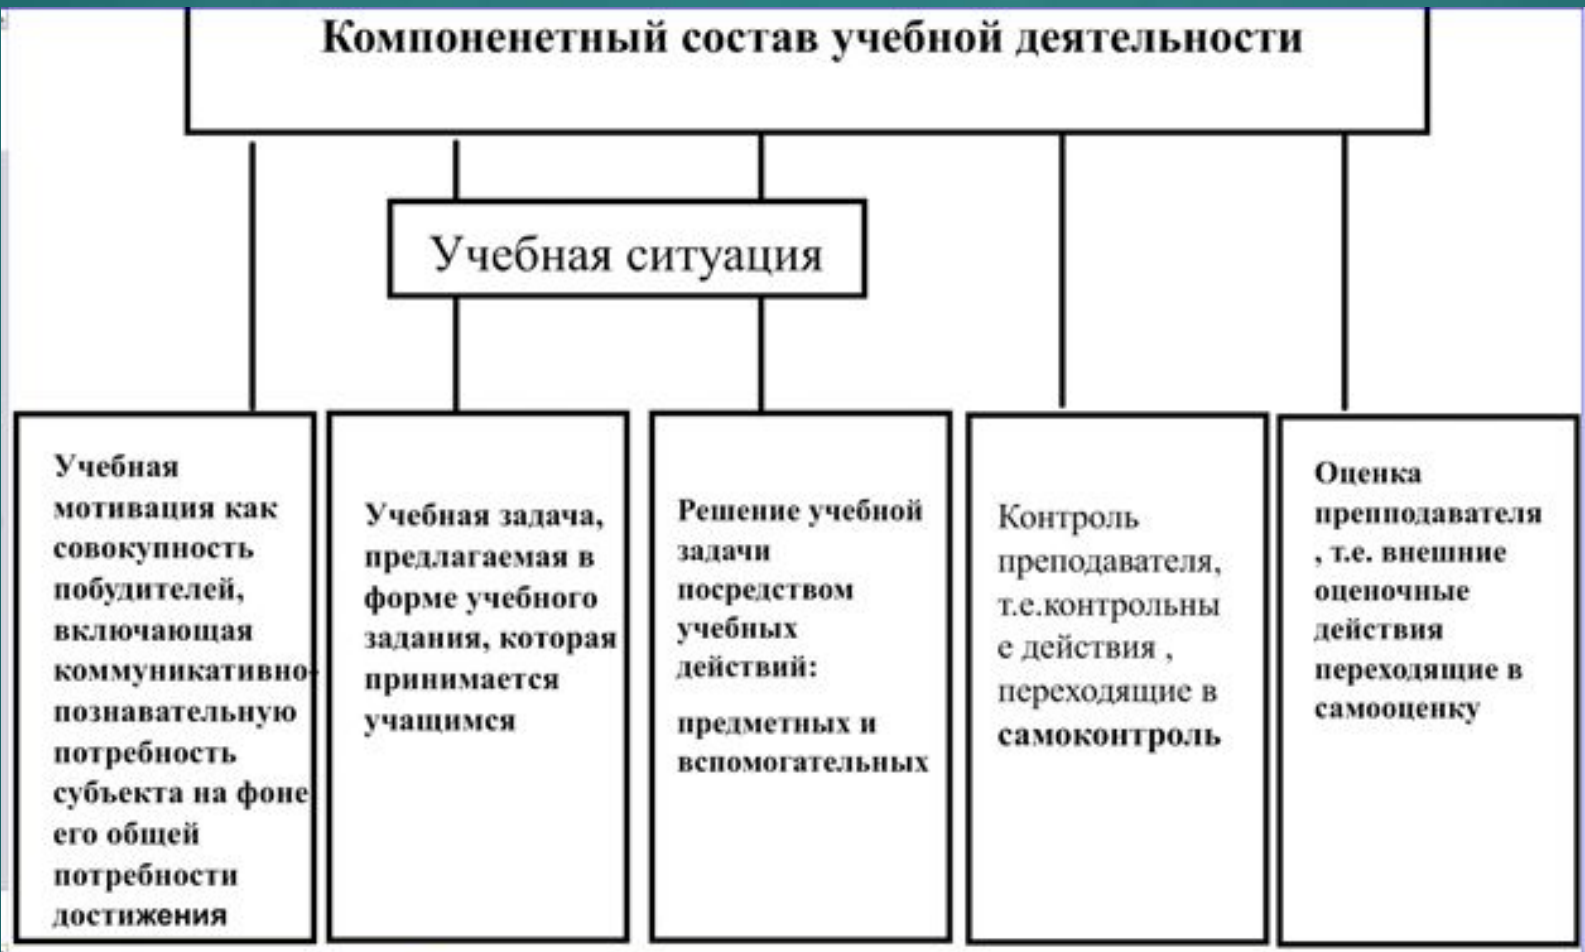 Компоненетный состав учебной деятельности
Учебная ситуация
Учебная
мотивация как
совокупность
побудителей,
включающая
коммуникативно-
познавательную
потребность
субъекта на фоне
его общей
потребности
достижения
Учебная задача,
предлагаемая в
форме учебного
задания, которая
принимается
учащимся
Решение учебной
задачи
посредством
учебных
действий:
предметных и
вспомогательных
Контроль
преподавателя,
т.е.контрольны
е действия ,
переходящие в
самоконтроль
Оценка
препподавателя
, т.е. внешние
оценочные
действия
переходящие в
самооценку